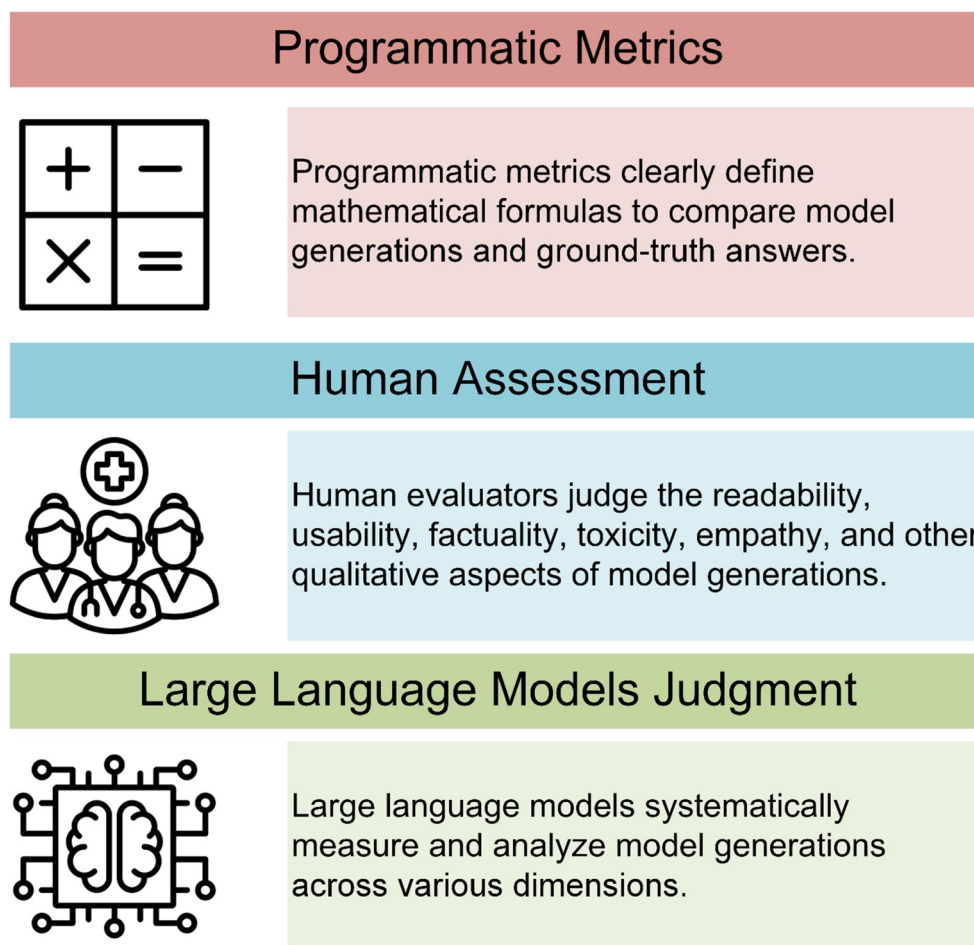 Programmatic Metrics
Programmatic metrics clearly define
mathematical formulas to compare model
generations and ground-truth answers.
Human Assessment
Human evaluators judge the readability,
usability, factuality, toxicity, empathy, and other
qualitative aspects of model generations.
Large Language Models Judgment
Large language models systematically
measure and analyze model generations
across various dimensions.